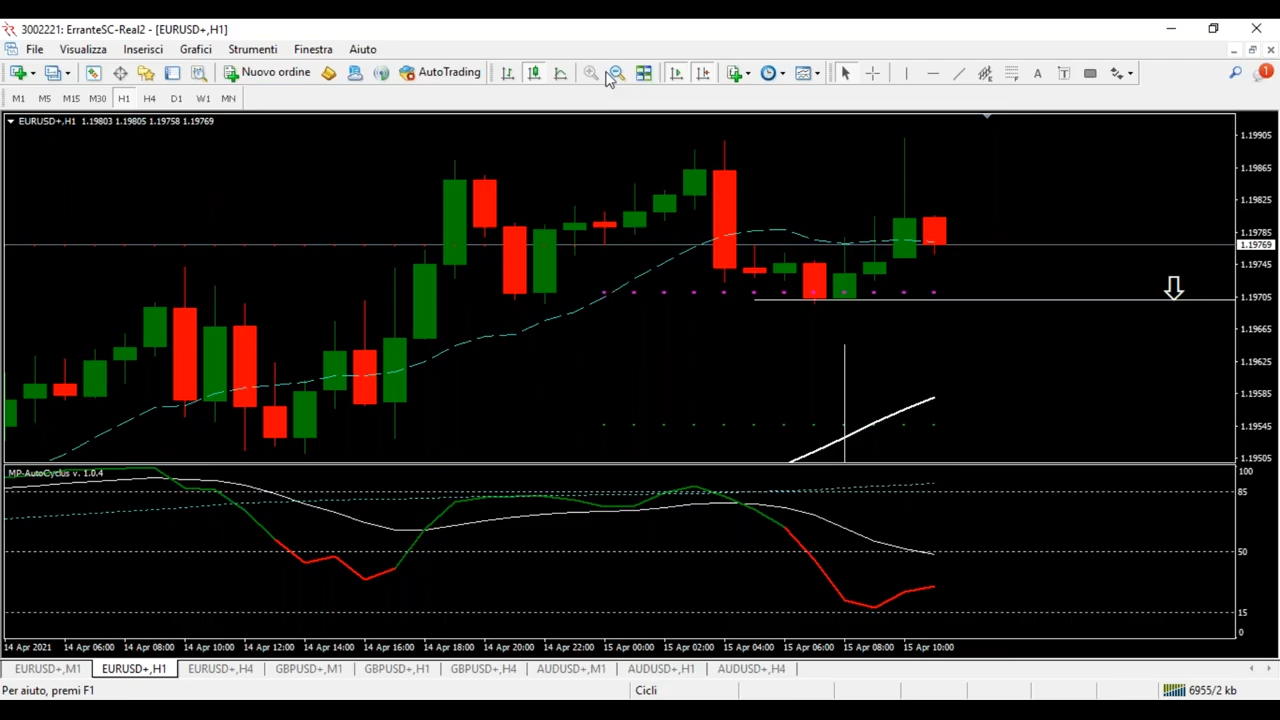 3002221: ErranteSC-Real2 - [EURUSD+,H1]
File Visualizza Inserisci Grafici Strumenti Finestra Aiuto
Nuovo ordine AutoTrading A T 1
M1 M5 M15 M30 H1 H4 D1 W1 MN
EURUSD+,H1 1.19803 1.19805 1.19758 1.19769
1.19905
1.19865
1.19825
1.19785
1.19769
1.19745
1.19705
1.19665
1.19625
1.19585
1.19545
1.19505
MP-AutoCyclus v. 1.0.4
100
85
50
15
0
14 Apr 2021 14 Apr 06:00 14 Apr 08:00 14 Apr 10:00 14 Apr 12:00 14 Apr 14:00 14 Apr 16:00 14 Apr 18:00 14 Apr 20:00 14 Apr 22:00 15 Apr 00:00 15 Apr 02:00 15 Apr 04:00 15 Apr 06:00 15 Apr 08:00 15 Apr 10:00
EURUSD+,M1 EURUSD+,H1 EURUSD+,H4 GBPUSD+,M1 GBPUSD+,H1 GBPUSD+,H4 AUDUSD+,M1 AUDUSD+,H1 AUDUSD+,H4
Per aiuto, premi F1 Cicli 6955/2 kb